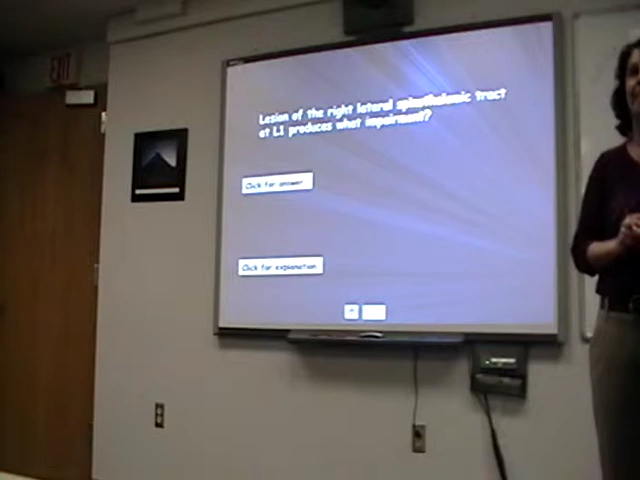 EXIT
Lesion of the right lateral spinothalamic tract
at L1 produces what impairment?
Click for answer
Click for explanation